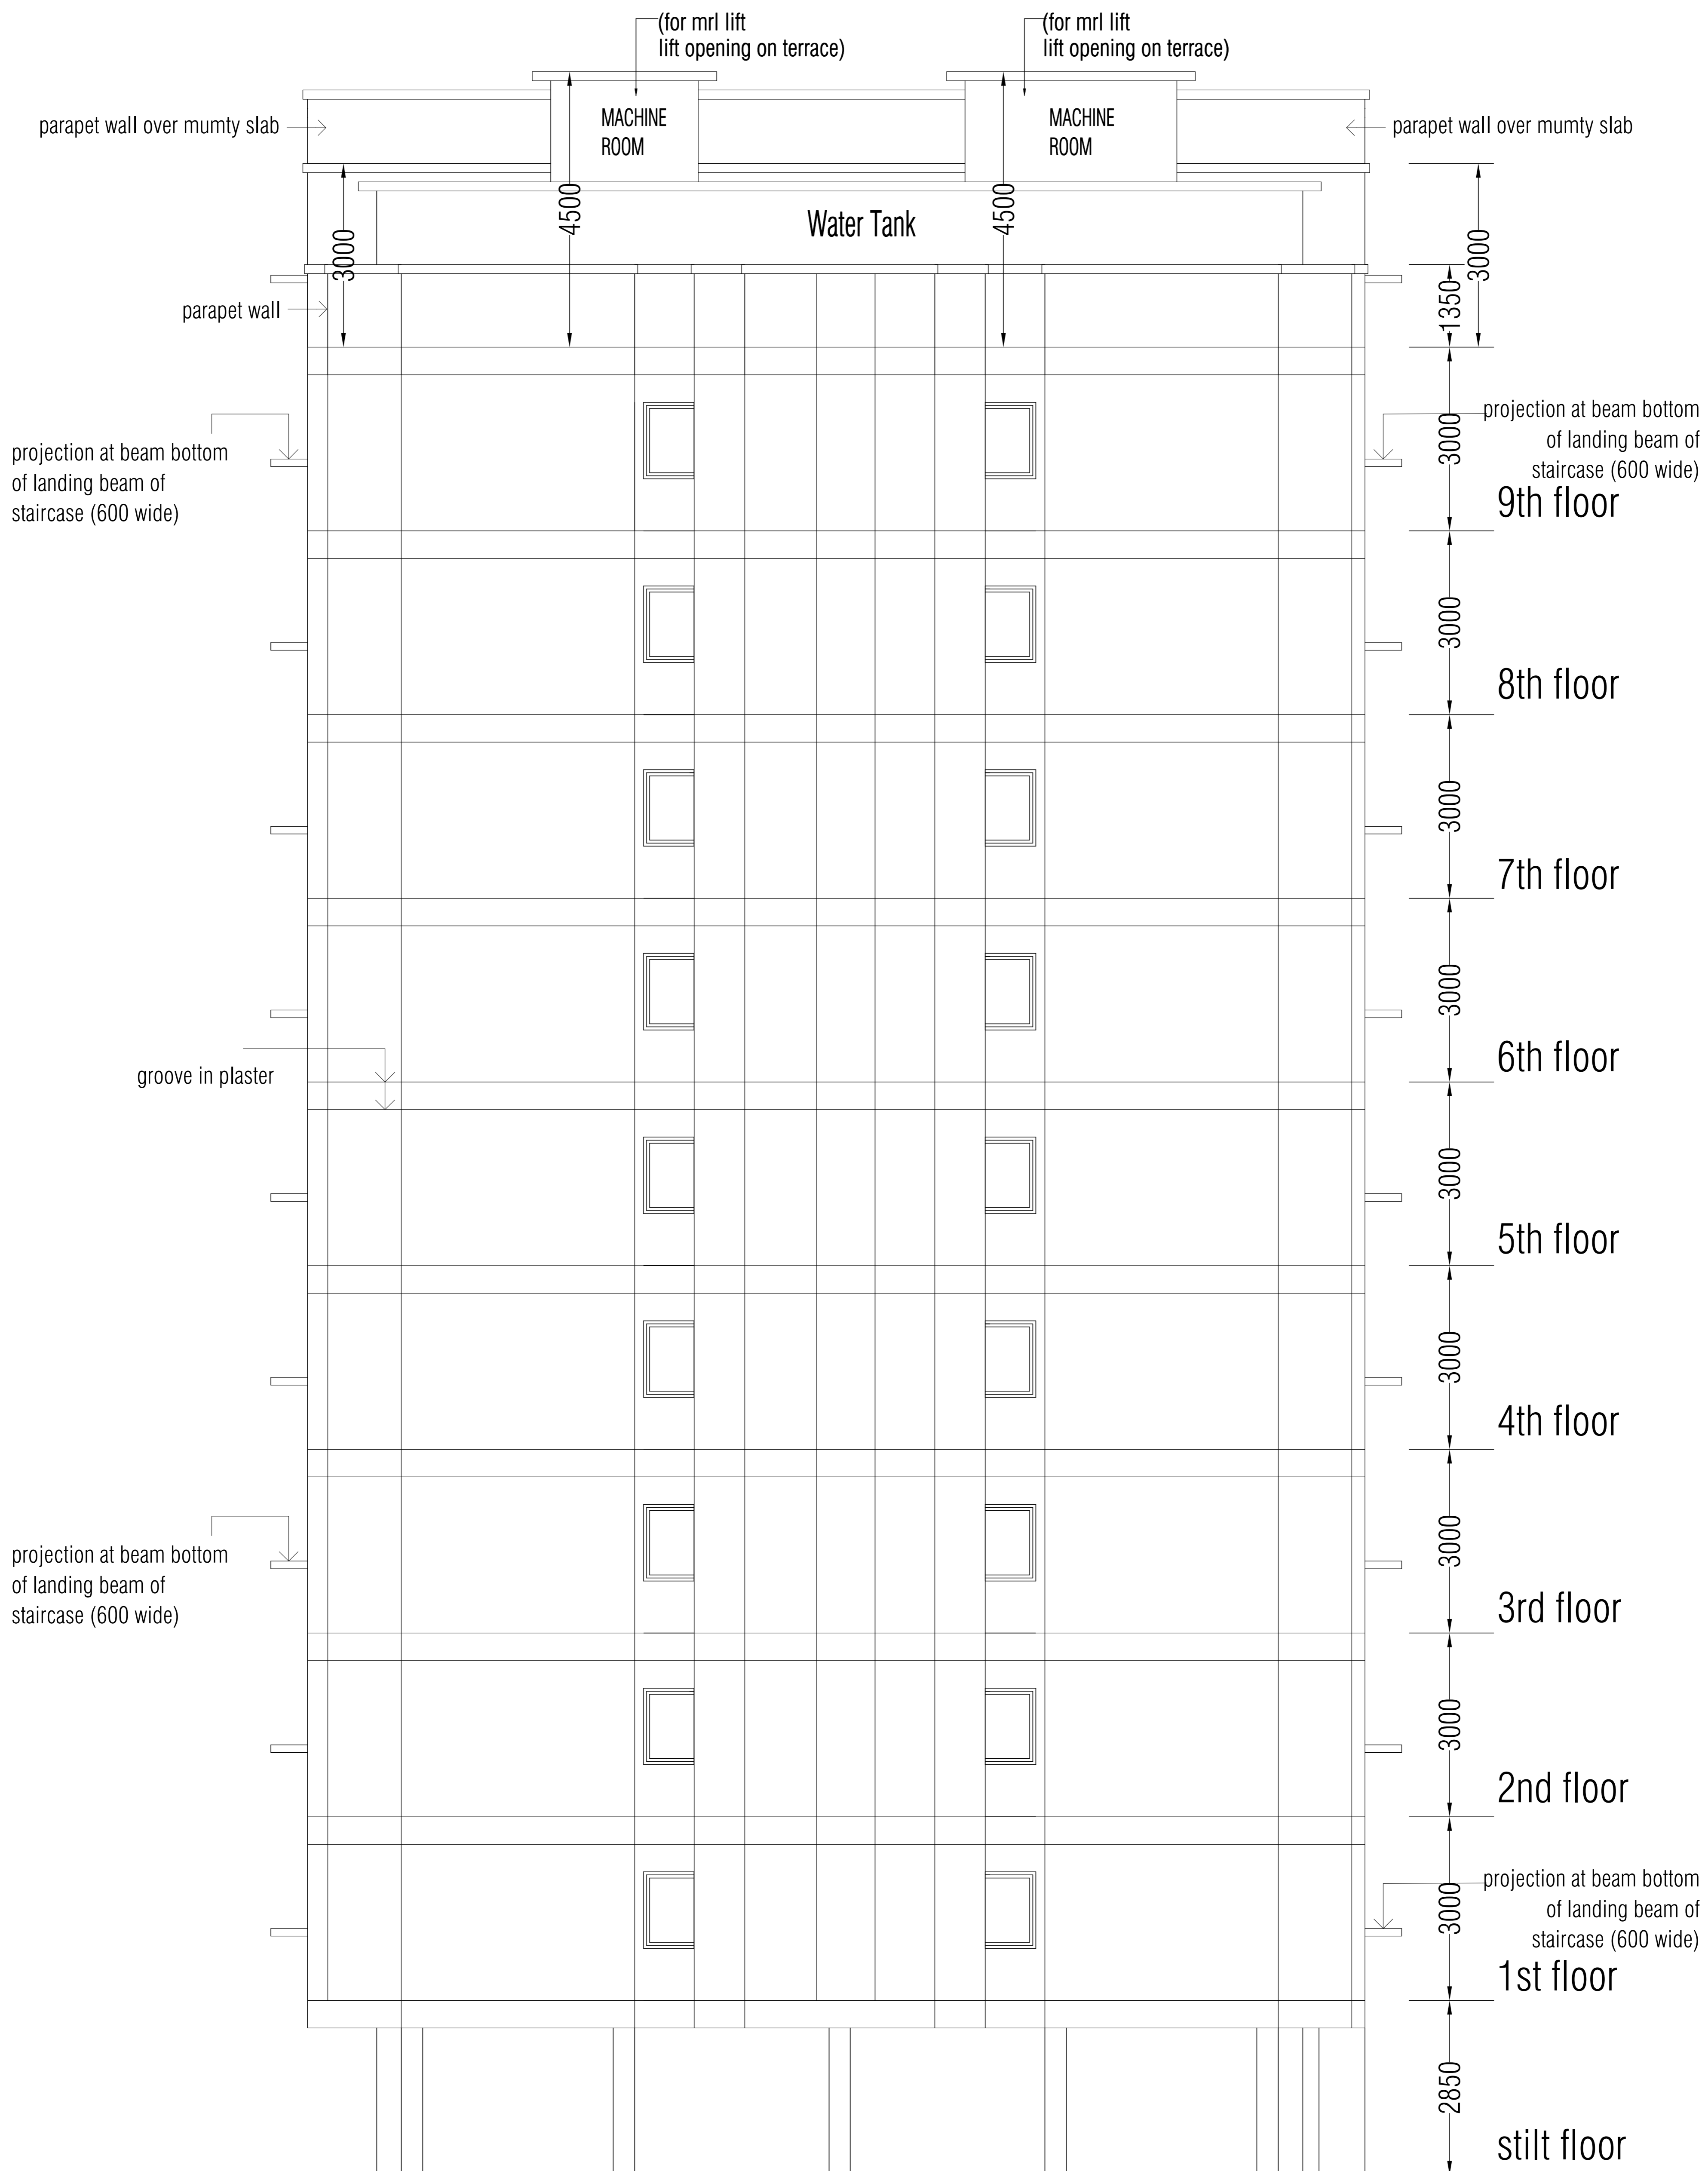 (for mrl lift
lift opening on terrace)
(for mrl lift
lift opening on terrace)
MACHINE
ROOM
MACHINE
ROOM
parapet wall over mumty slab
parapet wall over mumty slab
4500
4500
Water Tank
3000
3000
1350
parapet wall
projection at beam bottom
of landing beam of
staircase (600 wide)
3000
projection at beam bottom
of landing beam of
staircase (600 wide)
9th floor
3000
8th floor
3000
7th floor
3000
6th floor
groove in plaster
3000
5th floor
3000
4th floor
projection at beam bottom
of landing beam of
staircase (600 wide)
3000
3rd floor
3000
2nd floor
3000
projection at beam bottom
of landing beam of
staircase (600 wide)
1st floor
2850
stilt floor